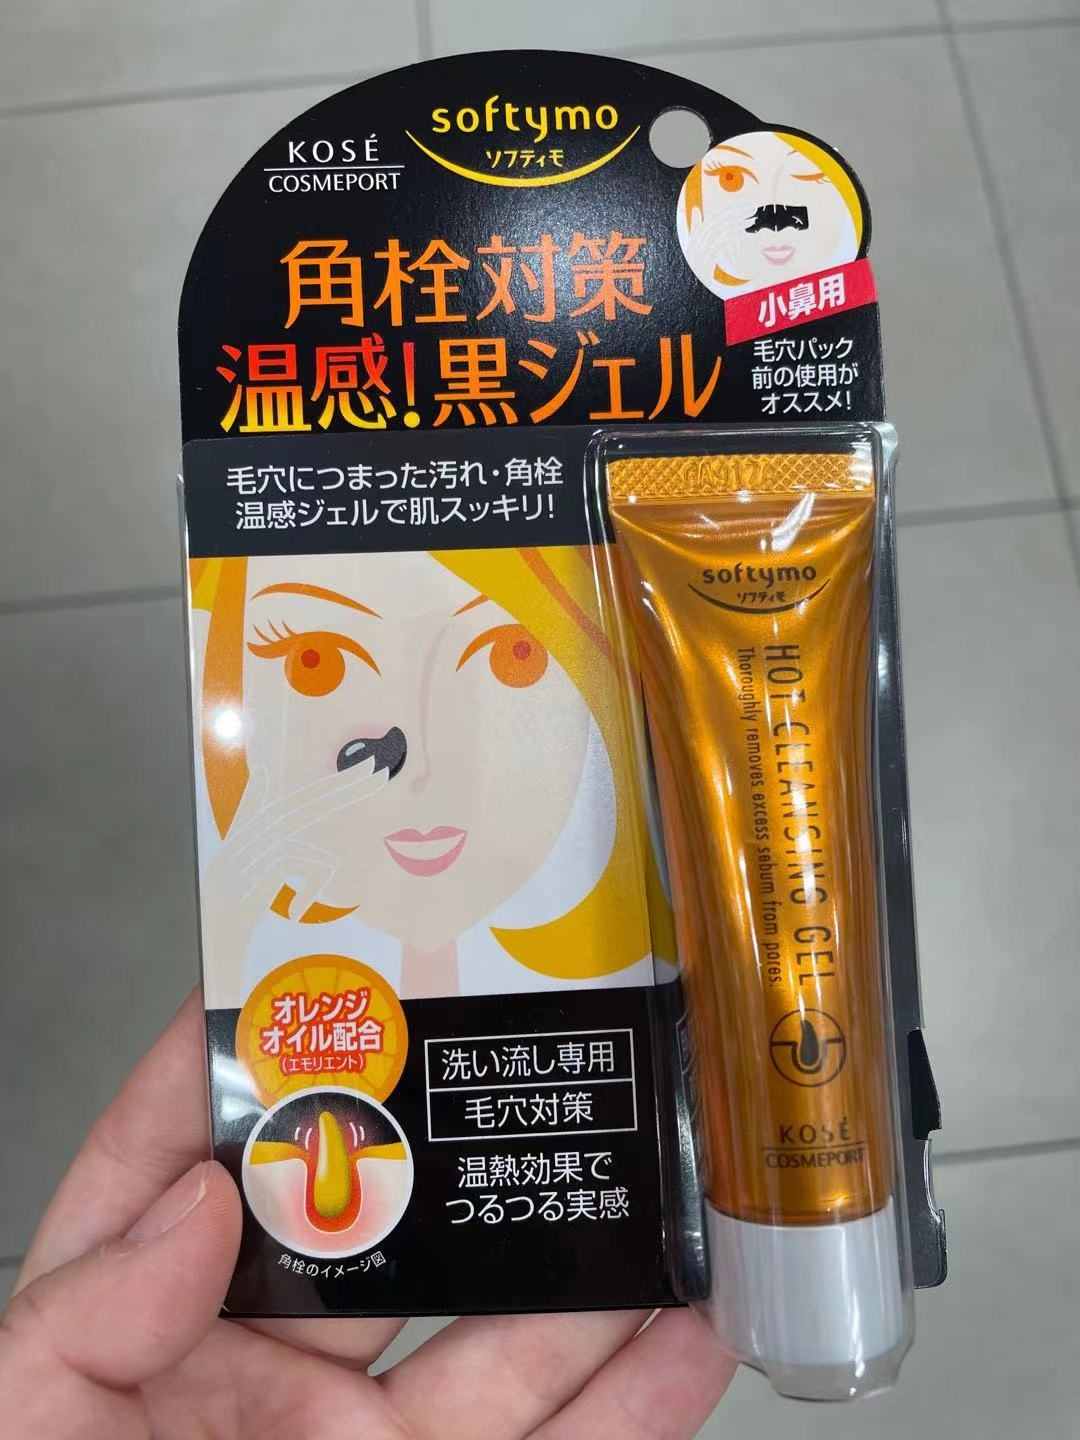 softymo
ソフティモ
KOSÉ
COSMEPORT
角栓対策
温感!黒ジェル
小鼻用
毛穴パック
前の使用が
オススメ!
毛穴につまった汚れ・角栓
温感ジェルで肌スッキリ!
softymo
ソフティモ
HOT CLEANSING GEL
Thoroughly removes excess sebum from pores.
KOSÉ
COSMEPORT
オレンジ
オイル配合
(エモリエント)
洗い流し専用
毛穴対策
温熱効果で
つるつる実感
角栓のイメージ図